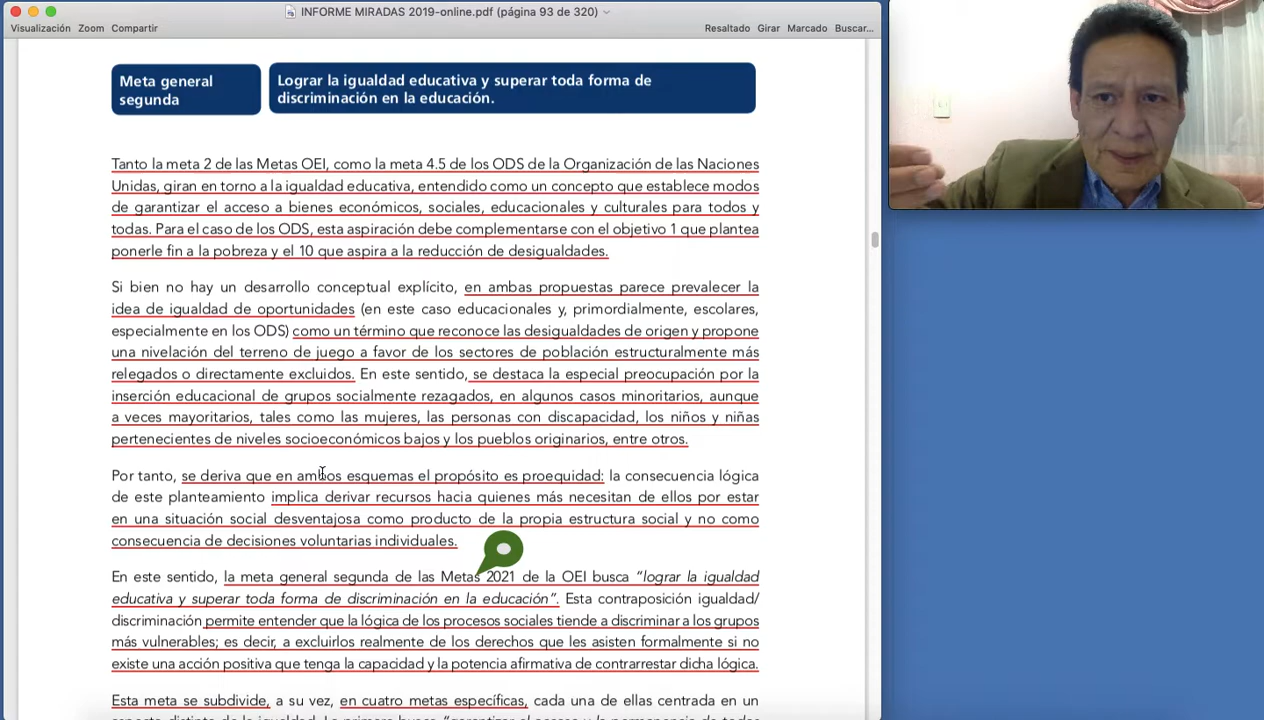 INFORME MIRADAS 2019-online.pdf (página 93 de 320)
Visualización Zoom Compartir Resaltado Girar Marcado Buscar...
Meta general
segunda
Lograr la igualdad educativa y superar toda forma de
discriminación en la educación.
Tanto la meta 2 de las Metas OEI, como la meta 4.5 de los ODS de la Organización de las Naciones
Unidas, giran en torno a la igualdad educativa, entendido como un concepto que establece modos
de garantizar el acceso a bienes económicos, sociales, educacionales y culturales para todos y
todas. Para el caso de los ODS, esta aspiración debe complementarse con el objetivo 1 que plantea
ponerle fin a la pobreza y el 10 que aspira a la reducción de desigualdades.
Si bien no hay un desarrollo conceptual explícito, en ambas propuestas parece prevalecer la
idea de igualdad de oportunidades (en este caso educacionales y, primordialmente, escolares,
especialmente en los ODS) como un término que reconoce las desigualdades de origen y propone
una nivelación del terreno de juego a favor de los sectores de población estructuralmente más
relegados o directamente excluidos. En este sentido, se destaca la especial preocupación por la
inserción educacional de grupos socialmente rezagados, en algunos casos minoritarios, aunque
a veces mayoritarios, tales como las mujeres, las personas con discapacidad, los niños y niñas
pertenecientes de niveles socioeconómicos bajos y los pueblos originarios, entre otros.
Por tanto, se deriva que en ambos esquemas el propósito es proequidad: la consecuencia lógica
de este planteamiento implica derivar recursos hacia quienes más necesitan de ellos por estar
en una situación social desventajosa como producto de la propia estructura social y no como
consecuencia de decisiones voluntarias individuales.
En este sentido, la meta general segunda de las Metas 2021 de la OEI busca “lograr la igualdad
educativa y superar toda forma de discriminación en la educación”. Esta contraposición igualdad/
discriminación permite entender que la lógica de los procesos sociales tiende a discriminar a los grupos
más vulnerables; es decir, a excluirlos realmente de los derechos que les asisten formalmente si no
existe una acción positiva que tenga la capacidad y la potencia afirmativa de contrarrestar dicha lógica.
Esta meta se subdivide, a su vez, en cuatro metas específicas, cada una de ellas centrada en un